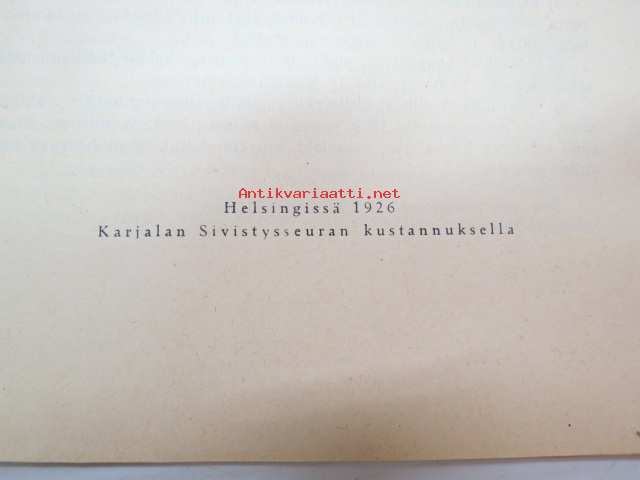 Antikvariaatti.net
Helsingissä 1926
Karjalan Sivistysseuran kustannuksella